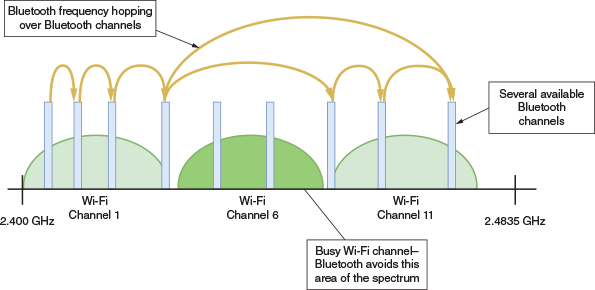 Bluetooth frequency hopping
over Bluetooth channels
Several available
Bluetooth
channels
Wi-Fi
Channel 1
Wi-Fi
Channel 6
Wi-Fi
Channel 11
2.400 GHz
2.4835 GHz
Busy Wi-Fi channel—
Bluetooth avoids this
area of the spectrum